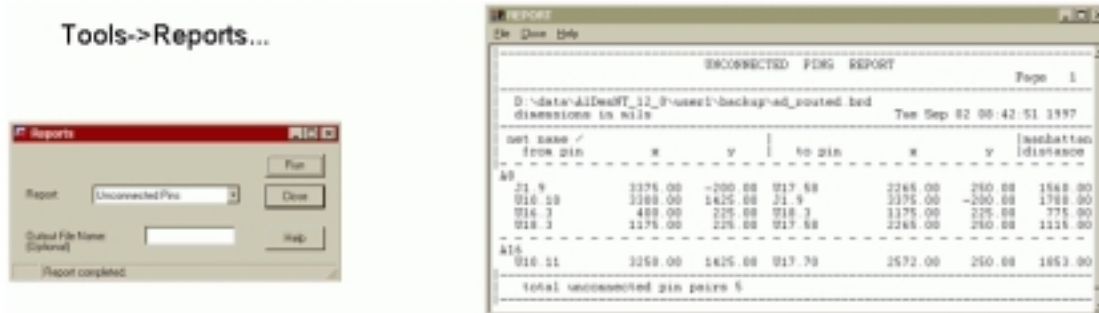 Tools->Reports...
Reports
Run
Report:
Unconnected Pins
Close
Output File Name:
(Optional)
Help
Report completed.
REPORT
File Close Help
UNCONNECTED PINS REPORT
Page 1
dimensions in mils
Tue Sep 02 08:42:51 1997
net name / manhattan
from pin x y to pin x y distance
A0
J1.9 3375.00 -200.00 U17.58 2265.00 250.00 1560.00
U10.10 3300.00 1425.00 J1.9 3375.00 -200.00 1700.00
U16.3 400.00 225.00 U18.3 1175.00 225.00 775.00
U18.3 1175.00 225.00 U17.58 2265.00 250.00 1115.00
A16
U10.11 3250.00 1425.00 U17.70 2572.00 250.00 1853.00
total unconnected pin pairs 5